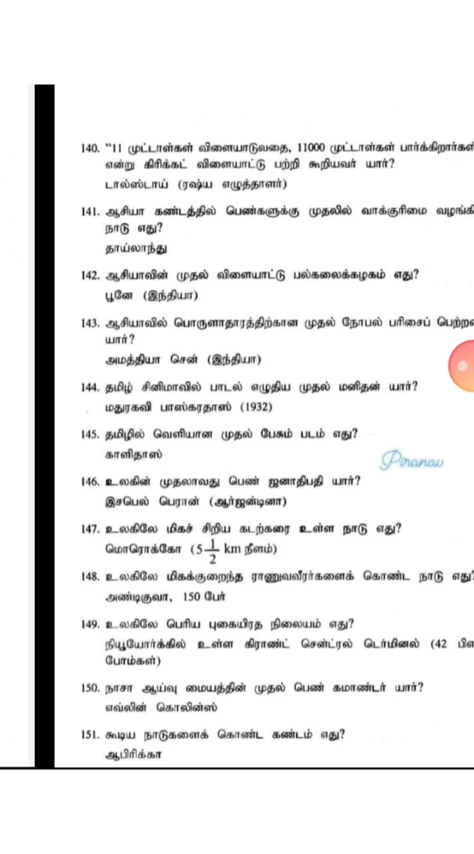 140. "11 முட்டாள்கள் விளையாடுவதை, 11000 முட்டாள்கள் பார்க்கிறார்கள்
என்று கிரிக்கட் விளையாட்டு பற்றி கூறியவர் யார்?
டால்ஸ்டாய் (ரஷ்ய எழுத்தாளர்)
141. ஆசியா கண்டத்தில் பெண்களுக்கு முதலில் வாக்குரிமை
நாடு எது?
தாய்லாந்து
142. ஆசியாவின் முதல் விளையாட்டு பல்கலைக்கழகம் எது?
பூனே (இந்தியா)
143. ஆசியாவில் பொருளாதாரத்திற்கான முதல் நோபல் பரிசைப்
யார்?
அமத்தியா சென் (இந்தியா)
144. தமிழ் சினிமாவில் பாடல் எழுதிய முதல் மனிதன் யார்?
மதுரகவி பாஸ்கரதாஸ் (1932)
145. தமிழில் வெளியான முதல் பேசும் படம் எது?
காளிதாஸ்
Piranav
146. உலகின் முதலாவது பெண் ஜனாதிபதி யார்?
இசபெல் பெரான் (ஆர்ஜன்டினா)
147. உலகிலே மிகச் சிறிய கடற்கரை உள்ள நாடு எது?
மொரொக்கோ (5 1/2 km நீளம்)
148. உலகிலே மிகக்குறைந்த ராணுவவீரர்களைக் கொண்ட நாடு எது?
அண்டிகுவா, 150 பேர்
149. உலகிலே பெரிய புகையிரத நிலையம் எது?
நியூயோர்க்கில் உள்ள கிராண்ட் சென்ட்ரல் டெர்மினல் (42
போம்கள்)
150. நாசா ஆய்வு மையத்தின் முதல் பெண் கமாண்டர் யார்?
எவ்லின் கொலின்ஸ்
151. கூடிய நாடுகளைக் கொண்ட கண்டம் எது?
ஆபிரிக்கா